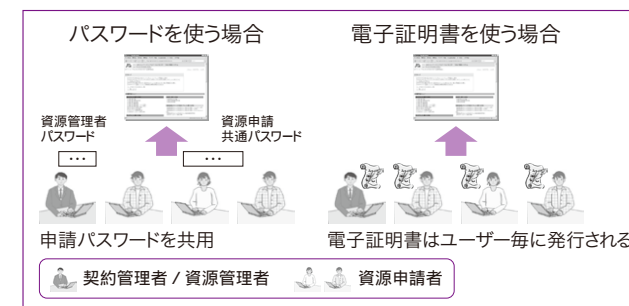 パスワードを使う場合
電子証明書を使う場合
資源管理者
パスワード
資源申請
共通パスワード
...
...
申請パスワードを共用
電子証明書はユーザー毎に発行される
契約管理者 / 資源管理者
資源申請者